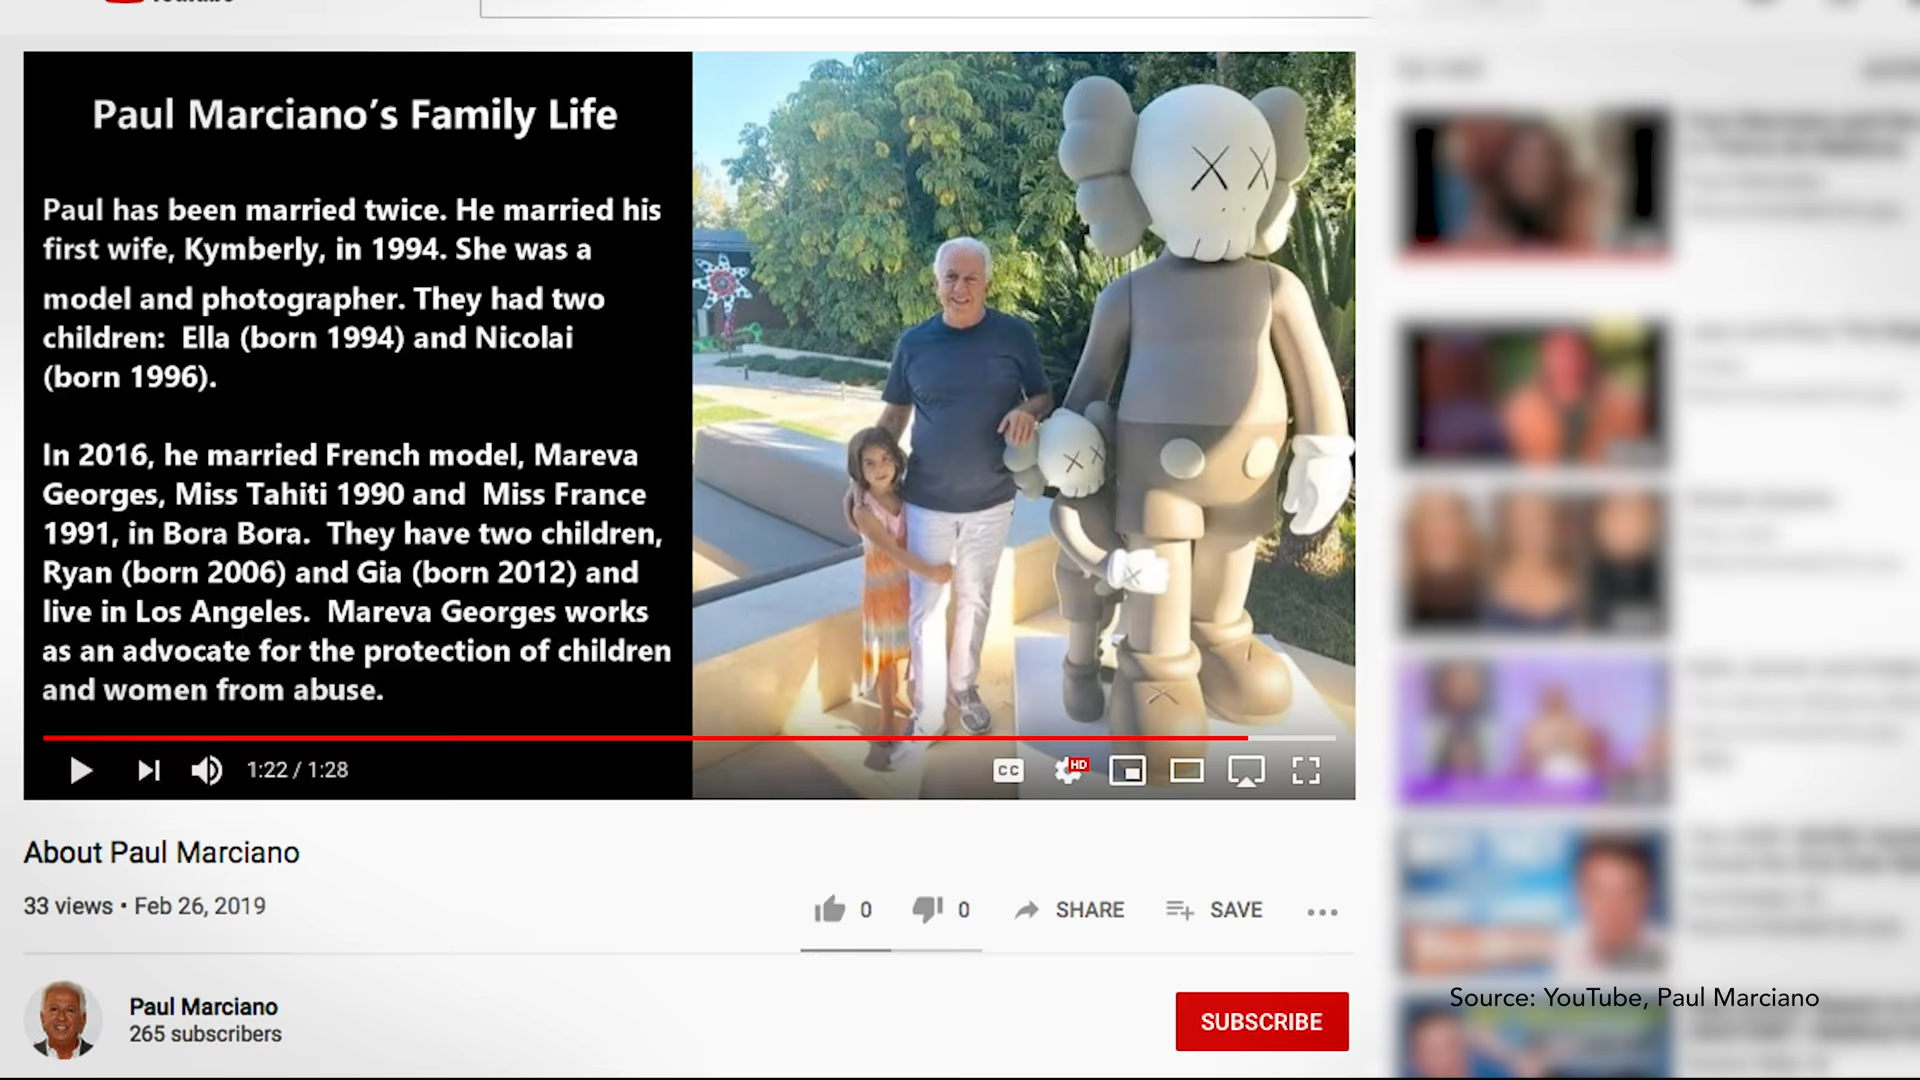 Paul Marciano's Family Life
Paul has been married twice. He married his
first wife, Kymberly, in 1994. She was a
model and photographer. They had two
children:  Ella (born 1994) and Nicolai
(born 1996).
In 2016, he married French model, Mareva
Georges, Miss Tahiti 1990 and  Miss France
1991, in Bora Bora.  They have two children,
Ryan (born 2006) and Gia (born 2012) and
live in Los Angeles.  Mareva Georges works
as an advocate for the protection of children
and women from abuse.
1:22 / 1:28
CC
HD
About Paul Marciano
33 views • Feb 26, 2019
0
0
SHARE
SAVE
Paul Marciano
265 subscribers
SUBSCRIBE
Source: YouTube, Paul Marciano